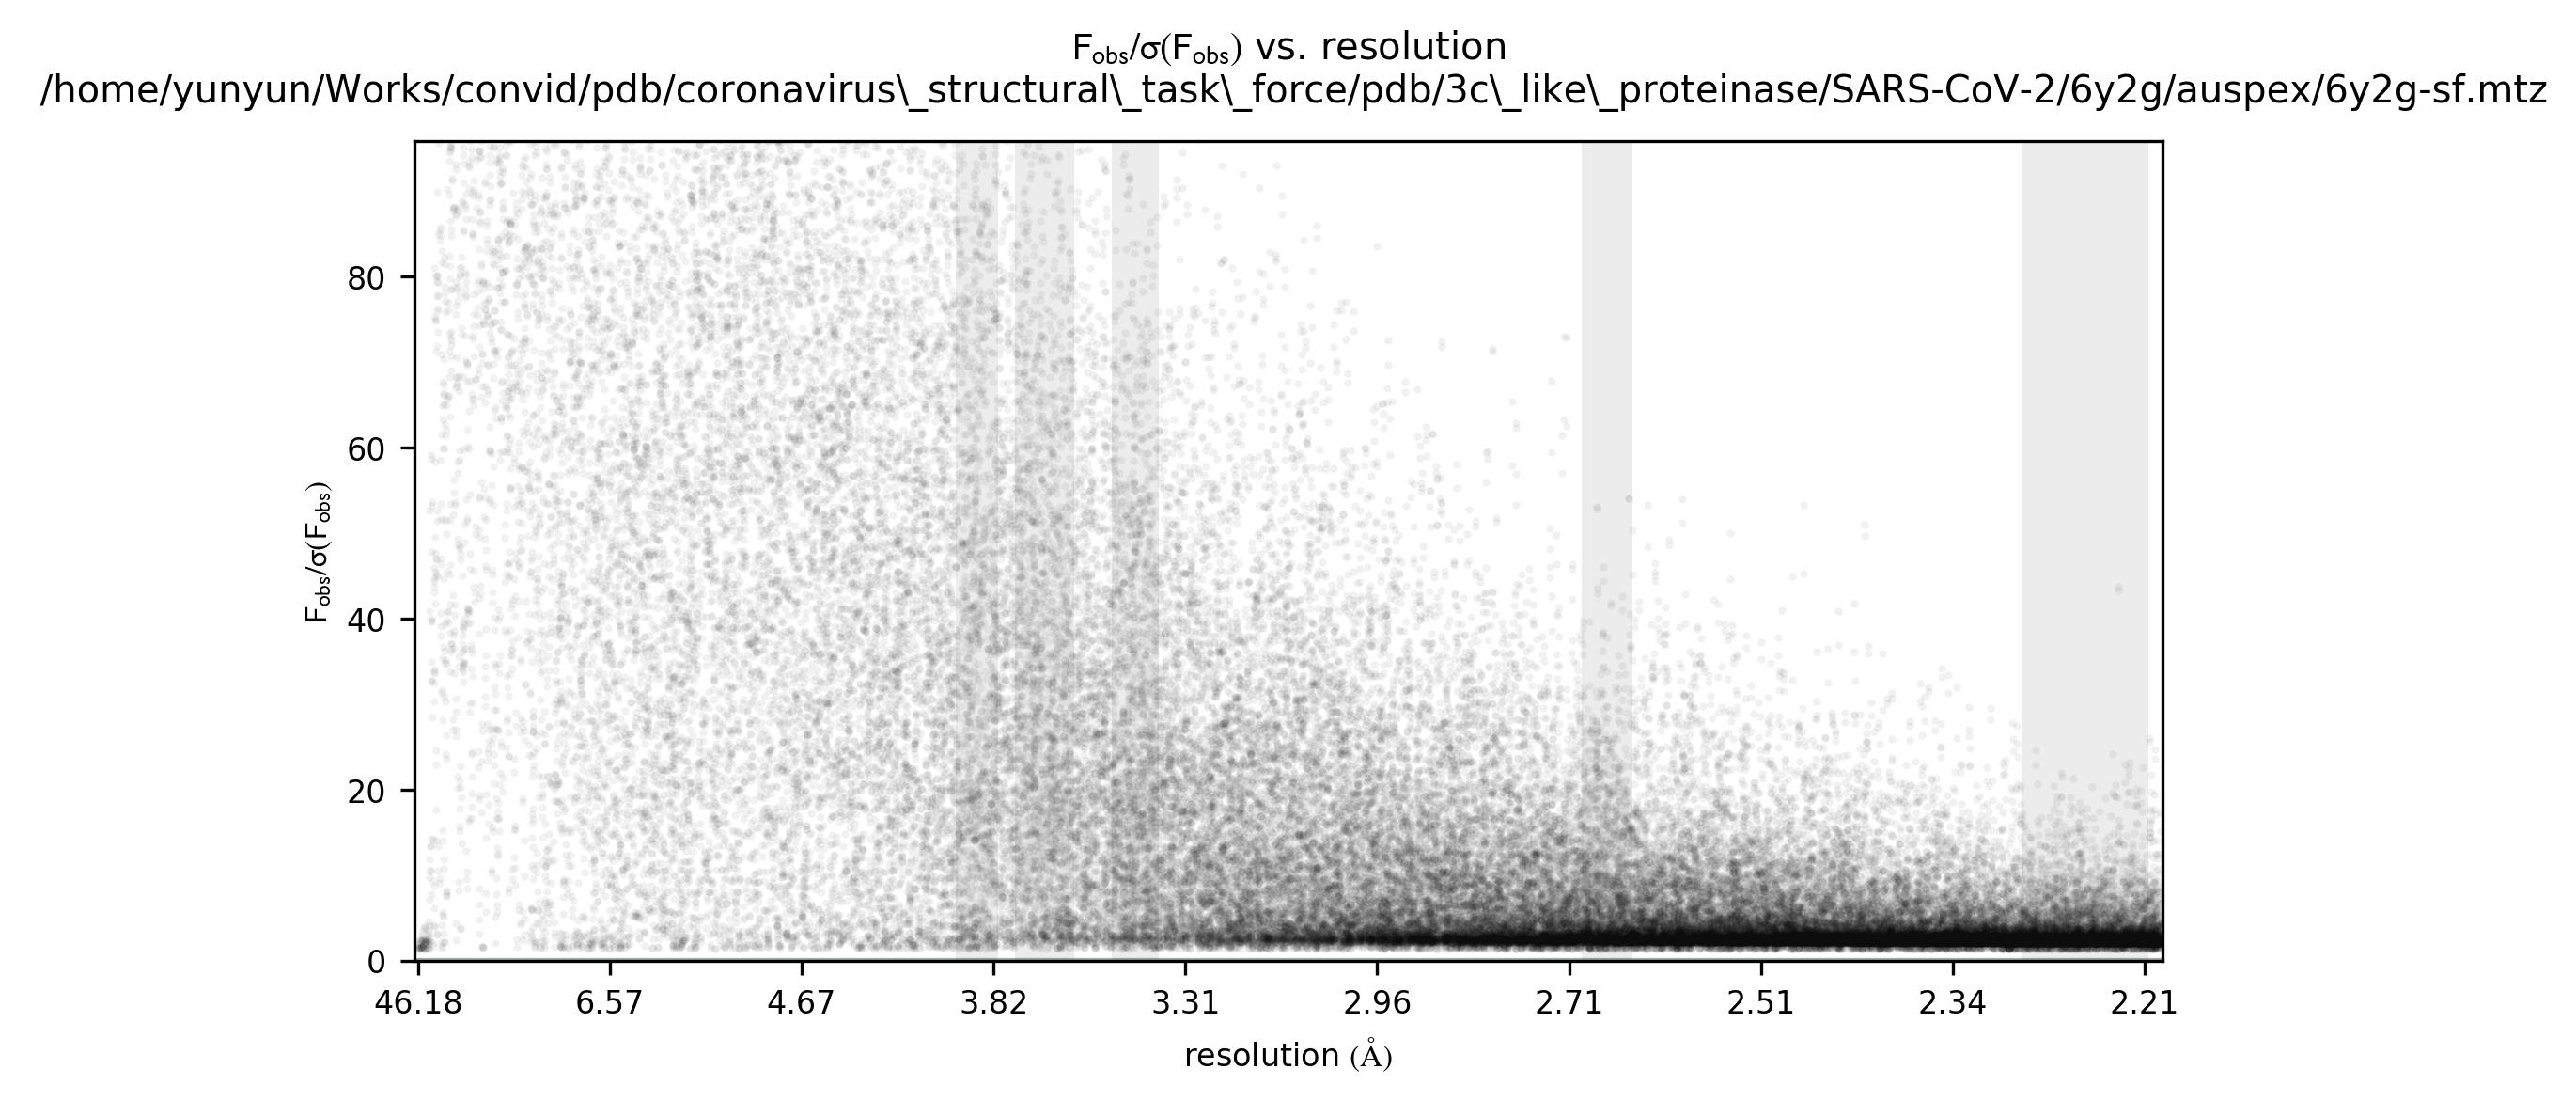 Fobs/σ(Fobs) vs. resolution
/home/yunyun/Works/convid/pdb/coronavirus\_structural\_task\_force/pdb/3c\_like\_proteinase/SARS-CoV-2/6y2g/auspex/6y2g-sf.mtz
80
60
Fobs/σ(Fobs)
40
20
0
46.18 6.57 4.67 3.82 3.31 2.96 2.71 2.51 2.34 2.21
resolution (Å)